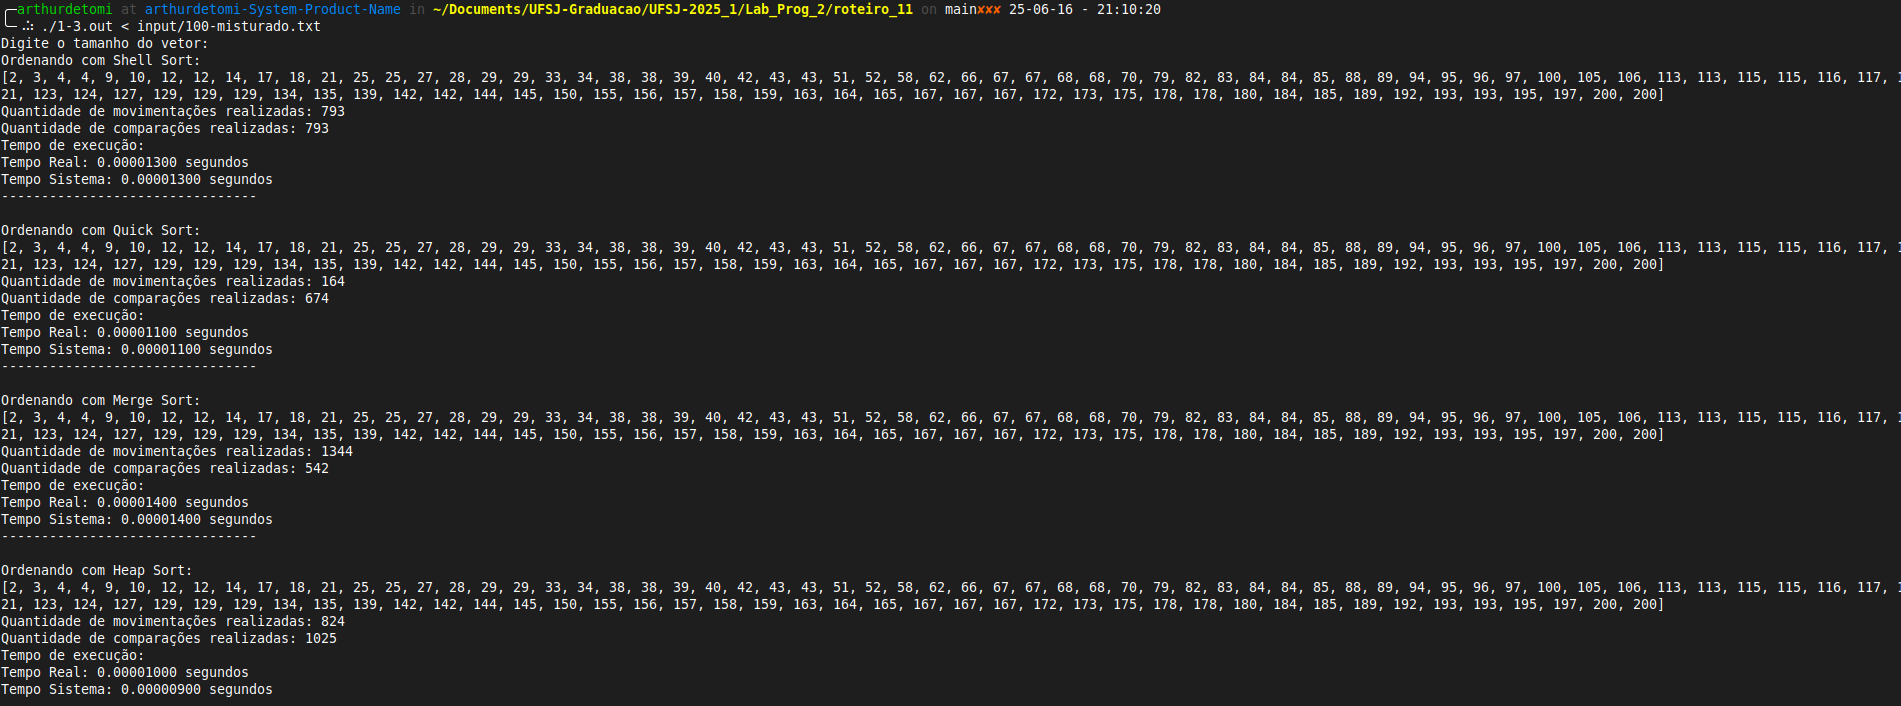 arthurdetomi at arthurdetomi-System-Product-Name in ~/Documents/UFSJ-Graduacao/UFSJ-2025_1/Lab_Prog_2/roteiro_11 on main✘✘✘ 25-06-16 - 21:10:20
./1-3.out < input/100-misturado.txt
Digite o tamanho do vetor:
Ordenando com Shell Sort:
[2, 3, 4, 4, 9, 10, 12, 12, 14, 17, 18, 21, 25, 25, 27, 28, 29, 29, 33, 34, 38, 38, 39, 40, 42, 43, 43, 51, 52, 58, 62, 66, 67, 67, 68, 68, 70, 79, 82, 83, 84, 84, 85, 88, 89, 94, 95, 96, 97, 100, 105, 106, 113, 113, 115, 115, 116, 117, 1
21, 123, 124, 127, 129, 129, 129, 134, 135, 139, 142, 142, 144, 145, 150, 155, 156, 157, 158, 159, 163, 164, 165, 167, 167, 167, 172, 173, 175, 178, 178, 180, 184, 185, 189, 192, 193, 193, 195, 197, 200, 200]
Quantidade de movimentações realizadas: 793
Quantidade de comparações realizadas: 793
Tempo de execução:
Tempo Real: 0.00001300 segundos
Tempo Sistema: 0.00001300 segundos
--------------------------------
Ordenando com Quick Sort:
[2, 3, 4, 4, 9, 10, 12, 12, 14, 17, 18, 21, 25, 25, 27, 28, 29, 29, 33, 34, 38, 38, 39, 40, 42, 43, 43, 51, 52, 58, 62, 66, 67, 67, 68, 68, 70, 79, 82, 83, 84, 84, 85, 88, 89, 94, 95, 96, 97, 100, 105, 106, 113, 113, 115, 115, 116, 117, 1
21, 123, 124, 127, 129, 129, 129, 134, 135, 139, 142, 142, 144, 145, 150, 155, 156, 157, 158, 159, 163, 164, 165, 167, 167, 167, 172, 173, 175, 178, 178, 180, 184, 185, 189, 192, 193, 193, 195, 197, 200, 200]
Quantidade de movimentações realizadas: 164
Quantidade de comparações realizadas: 674
Tempo de execução:
Tempo Real: 0.00001100 segundos
Tempo Sistema: 0.00001100 segundos
--------------------------------
Ordenando com Merge Sort:
[2, 3, 4, 4, 9, 10, 12, 12, 14, 17, 18, 21, 25, 25, 27, 28, 29, 29, 33, 34, 38, 38, 39, 40, 42, 43, 43, 51, 52, 58, 62, 66, 67, 67, 68, 68, 70, 79, 82, 83, 84, 84, 85, 88, 89, 94, 95, 96, 97, 100, 105, 106, 113, 113, 115, 115, 116, 117, 1
21, 123, 124, 127, 129, 129, 129, 134, 135, 139, 142, 142, 144, 145, 150, 155, 156, 157, 158, 159, 163, 164, 165, 167, 167, 167, 172, 173, 175, 178, 178, 180, 184, 185, 189, 192, 193, 193, 195, 197, 200, 200]
Quantidade de movimentações realizadas: 1344
Quantidade de comparações realizadas: 542
Tempo de execução:
Tempo Real: 0.00001400 segundos
Tempo Sistema: 0.00001400 segundos
--------------------------------
Ordenando com Heap Sort:
[2, 3, 4, 4, 9, 10, 12, 12, 14, 17, 18, 21, 25, 25, 27, 28, 29, 29, 33, 34, 38, 38, 39, 40, 42, 43, 43, 51, 52, 58, 62, 66, 67, 67, 68, 68, 70, 79, 82, 83, 84, 84, 85, 88, 89, 94, 95, 96, 97, 100, 105, 106, 113, 113, 115, 115, 116, 117, 1
21, 123, 124, 127, 129, 129, 129, 134, 135, 139, 142, 142, 144, 145, 150, 155, 156, 157, 158, 159, 163, 164, 165, 167, 167, 167, 172, 173, 175, 178, 178, 180, 184, 185, 189, 192, 193, 193, 195, 197, 200, 200]
Quantidade de movimentações realizadas: 824
Quantidade de comparações realizadas: 1025
Tempo de execução:
Tempo Real: 0.00001000 segundos
Tempo Sistema: 0.00000900 segundos